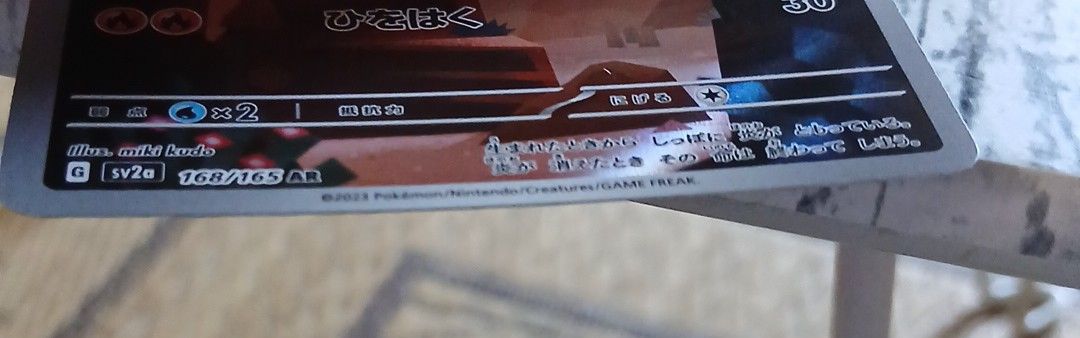 ひをはく 30
弱点 ×2 抵抗力 にげる
Illus. miki kudo
生まれたときから しっぽに 炎が ともっている。
炎が 消えたとき その 命は 終わって しまう。
G sv2a 168/165 AR
©2023 Pokémon/Nintendo/Creatures/GAME FREAK.